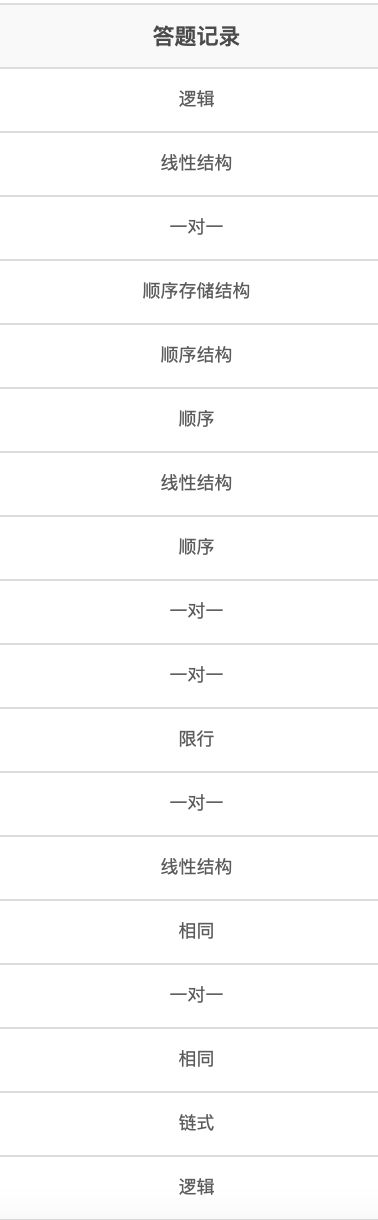 答题记录
逻辑
线性结构
一对一
顺序存储结构
顺序结构
顺序
线性结构
顺序
一对一
一对一
限行
一对一
线性结构
相同
一对一
相同
链式
逻辑